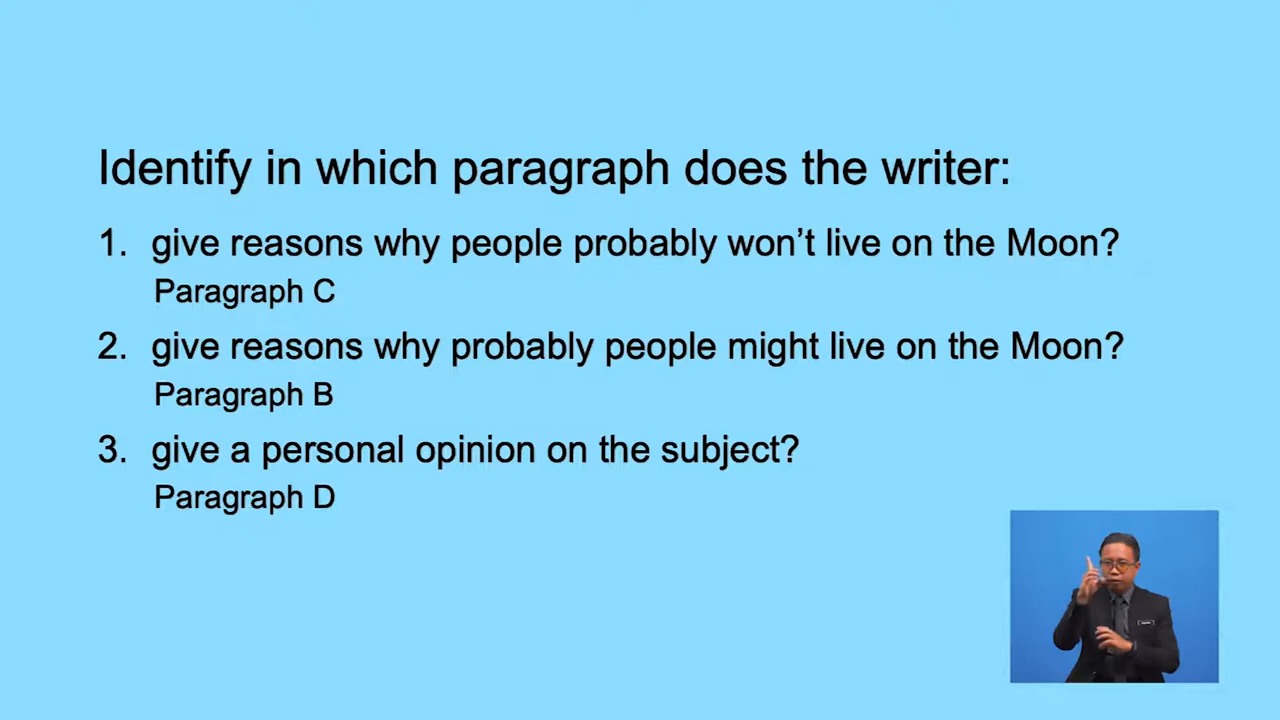 Identify in which paragraph does the writer:
1. give reasons why people probably won't live on the Moon?
Paragraph C
2. give reasons why probably people might live on the Moon?
Paragraph B
3. give a personal opinion on the subject?
Paragraph D